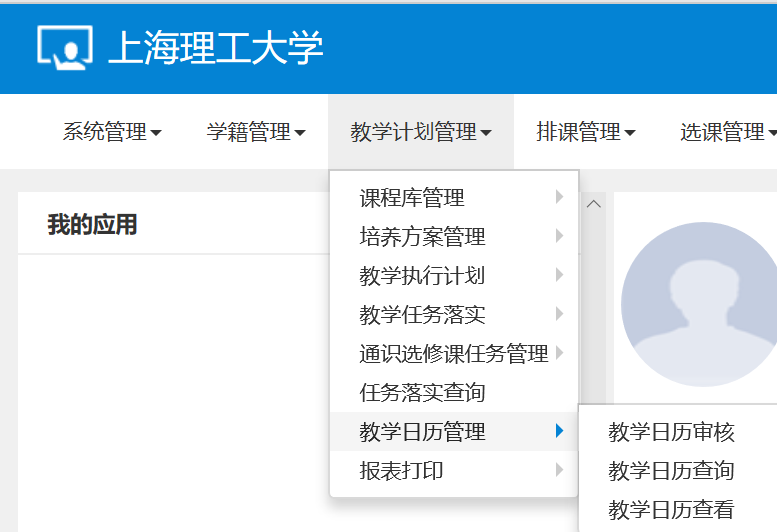 上海理工大学
系统管理 学籍管理 教学计划管理 排课管理 选课管理
我的应用
课程库管理
培养方案管理
教学执行计划
教学任务落实
通识选修课任务管理
任务落实查询
教学日历管理
报表打印
教学日历审核
教学日历查询
教学日历查看